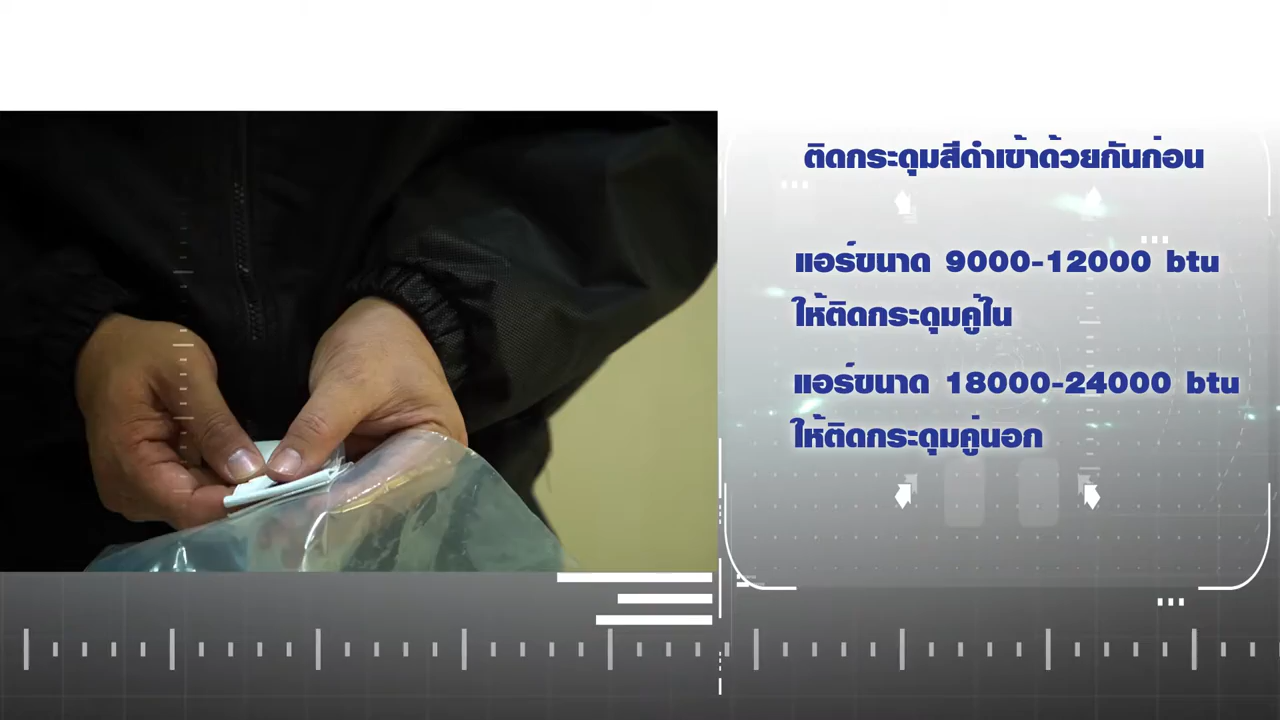 ติดกระดุมสีดำเข้าด้วยกันก่อน
แอร์ขนาด 9000-12000 btu
ให้ติดกระดุมคู่ใน
แอร์ขนาด 18000-24000 btu
ให้ติดกระดุมคู่นอก